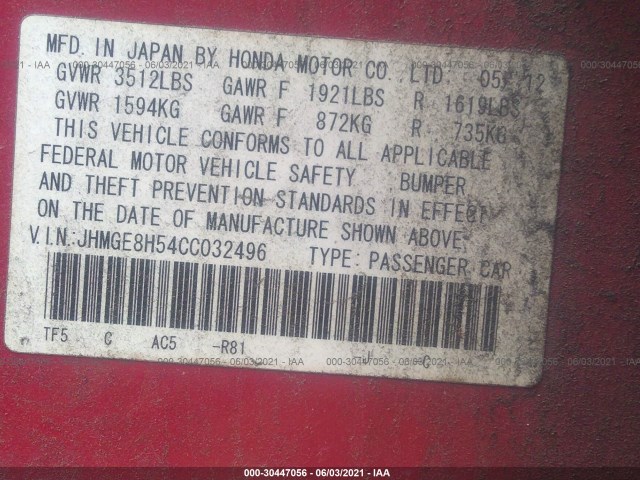 MFD. IN JAPAN BY HONDA MOTOR CO., LTD. 05/12
GVWR 3512LBS GAWR F 1921LBS R 1619LBS
GVWR 1594KG GAWR F 872KG R 735KG
THIS VEHICLE CONFORMS TO ALL APPLICABLE
FEDERAL MOTOR VEHICLE SAFETY BUMPER
AND THEFT PREVENTION STANDARDS IN EFFECT
ON THE DATE OF MANUFACTURE SHOWN ABOVE.
V.I.N.:JHMGE8H54CC032496 TYPE: PASSENGER CAR
TF5 C AC5 -R81 J C
000-30447056 - 06/03/2021 - IAA